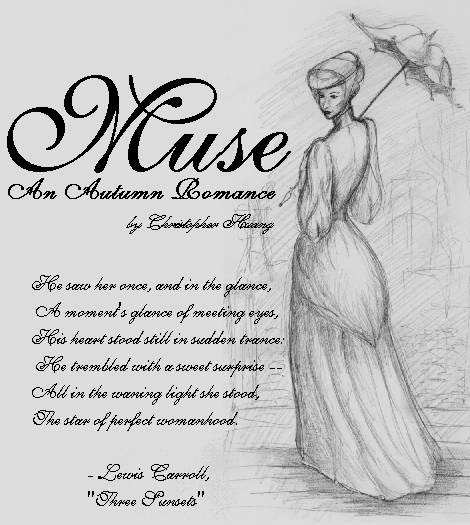 Muse
An Autumn Romance
by Christopher Huang
He saw her once, and in the glance,
A moment's glance of meeting eyes,
His heart stood still in sudden trance:
He trembled with a sweet surprise --
All in the waning light she stood,
The star of perfect womanhood.
- Lewis Carroll,
"Three Sunsets"